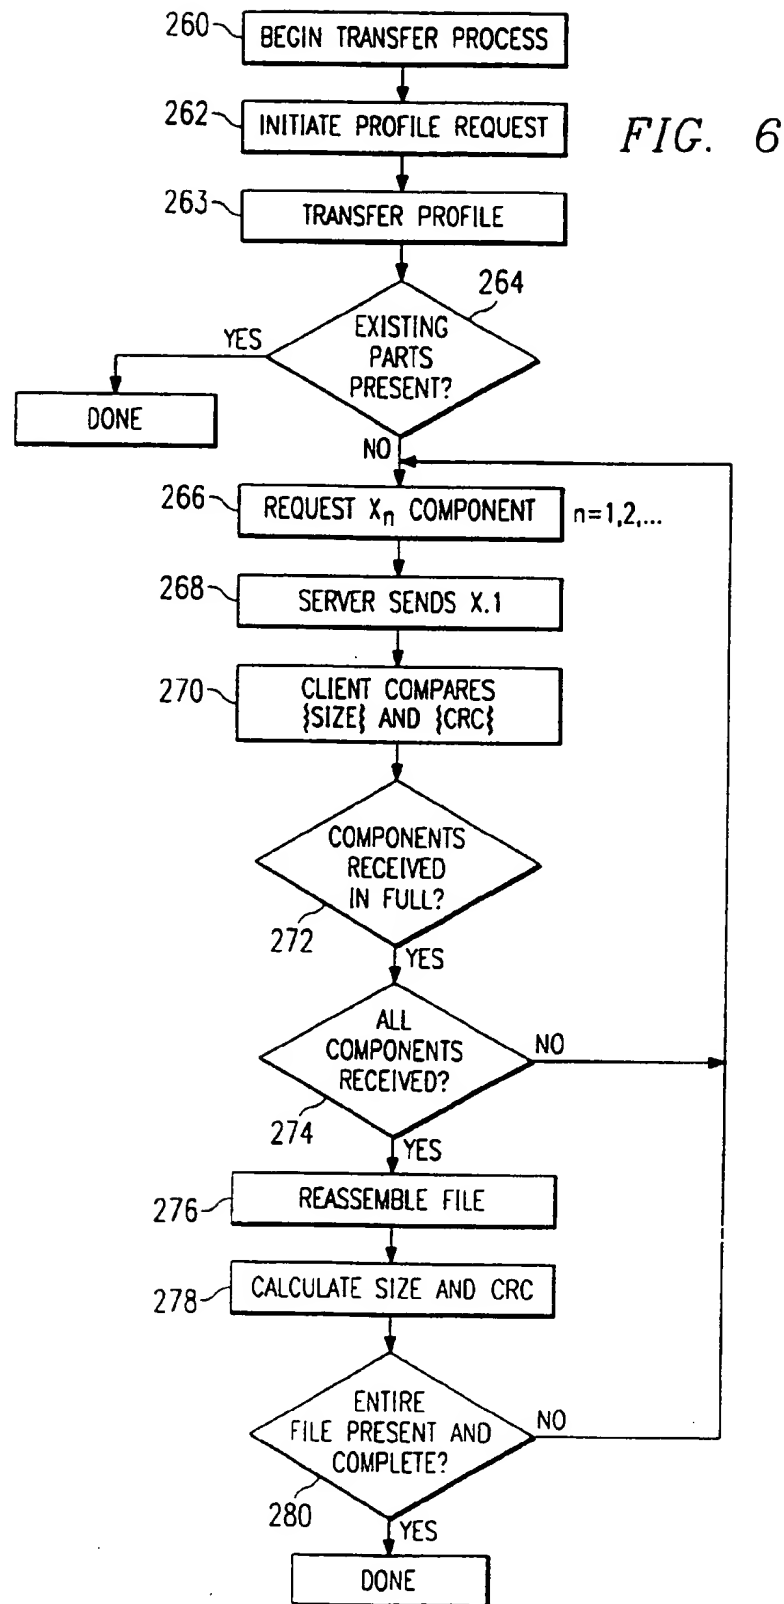 260
BEGIN TRANSFER PROCESS
262
INITIATE PROFILE REQUEST
FIG. 6
263
TRANSFER PROFILE
264
EXISTING
PARTS
PRESENT?
YES
DONE
NO
266
REQUEST Xn COMPONENT
n=1,2,...
268
SERVER SENDS X.1
270
CLIENT COMPARES
{SIZE} AND {CRC}
COMPONENTS
RECEIVED
IN FULL?
272
YES
ALL
COMPONENTS
RECEIVED?
NO
274
YES
276
REASSEMBLE FILE
278
CALCULATE SIZE AND CRC
ENTIRE
FILE PRESENT AND
COMPLETE?
NO
280
YES
DONE